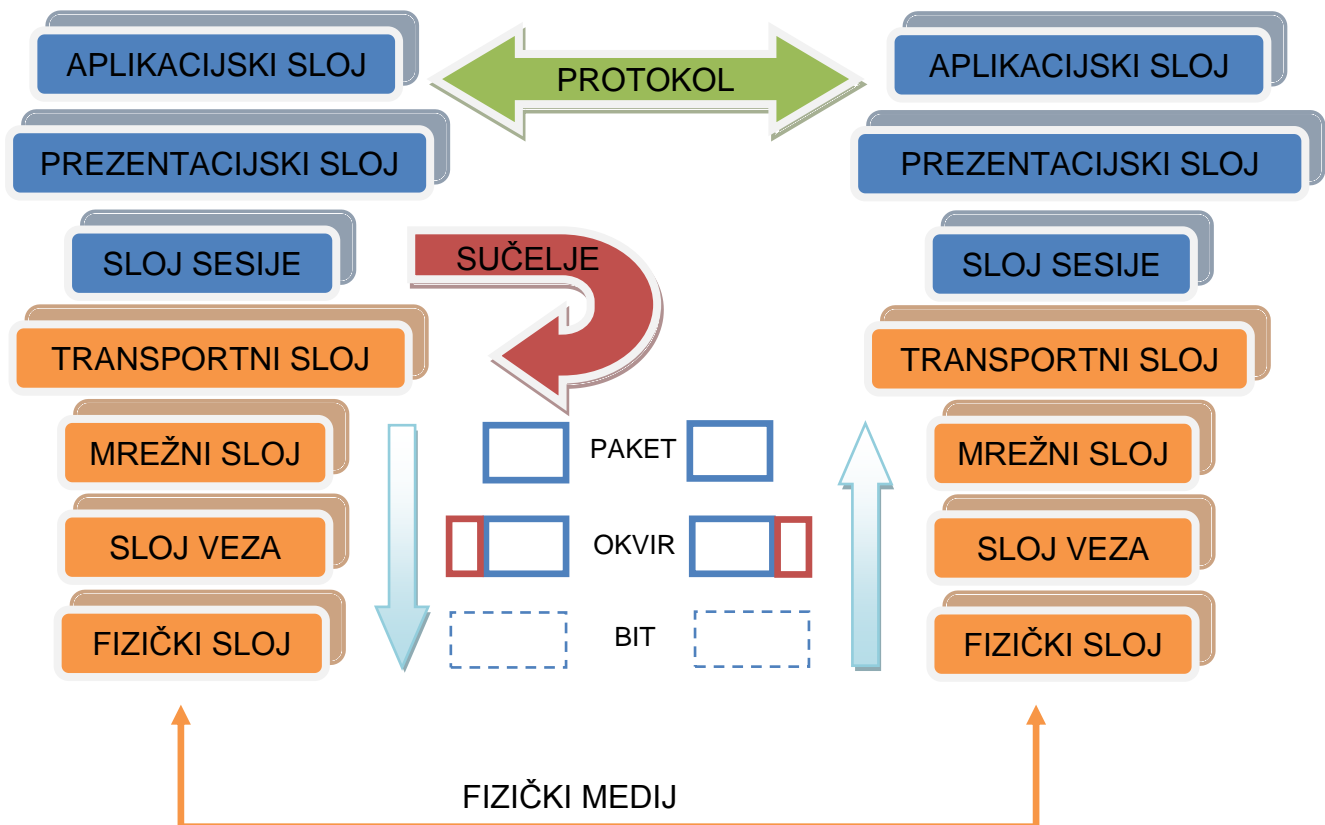 APLIKACIJSKI SLOJ
PROTOKOL
APLIKACIJSKI SLOJ
PREZENTACIJSKI SLOJ
PREZENTACIJSKI SLOJ
SLOJ SESIJE
SUČELJE
SLOJ SESIJE
TRANSPORTNI SLOJ
TRANSPORTNI SLOJ
MREŽNI SLOJ
PAKET
MREŽNI SLOJ
SLOJ VEZA
OKVIR
SLOJ VEZA
FIZIČKI SLOJ
BIT
FIZIČKI SLOJ
FIZIČKI MEDIJ